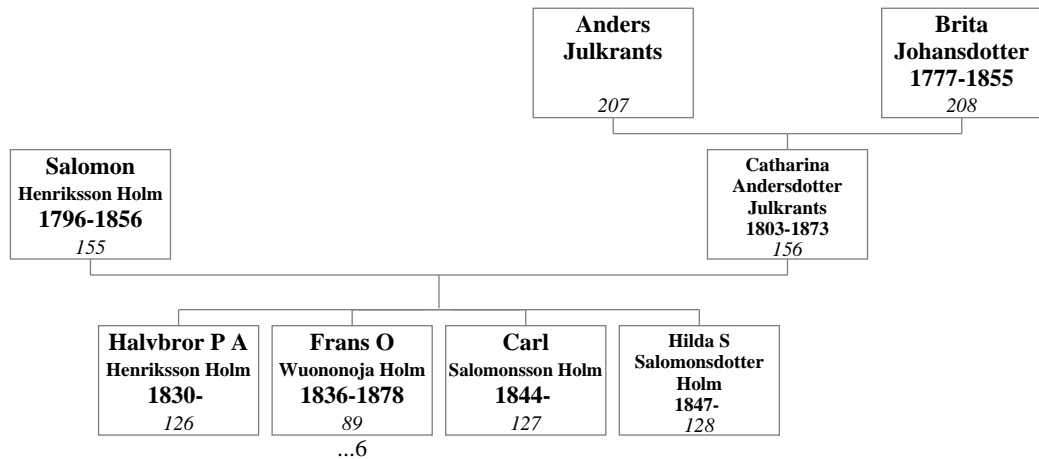 Anders
Julkrants
207
Brita
Johansdotter
1777-1855
208
Salomon
Henriksson Holm
1796-1856
155
Catharina
Andersdotter
Julkrants
1803-1873
156
Halvbror P A
Henriksson Holm
1830-
126
Frans O
Wuononoja Holm
1836-1878
89
...6
Carl
Salomonsson Holm
1844-
127
Hilda S
Salomonsdotter
Holm
1847-
128